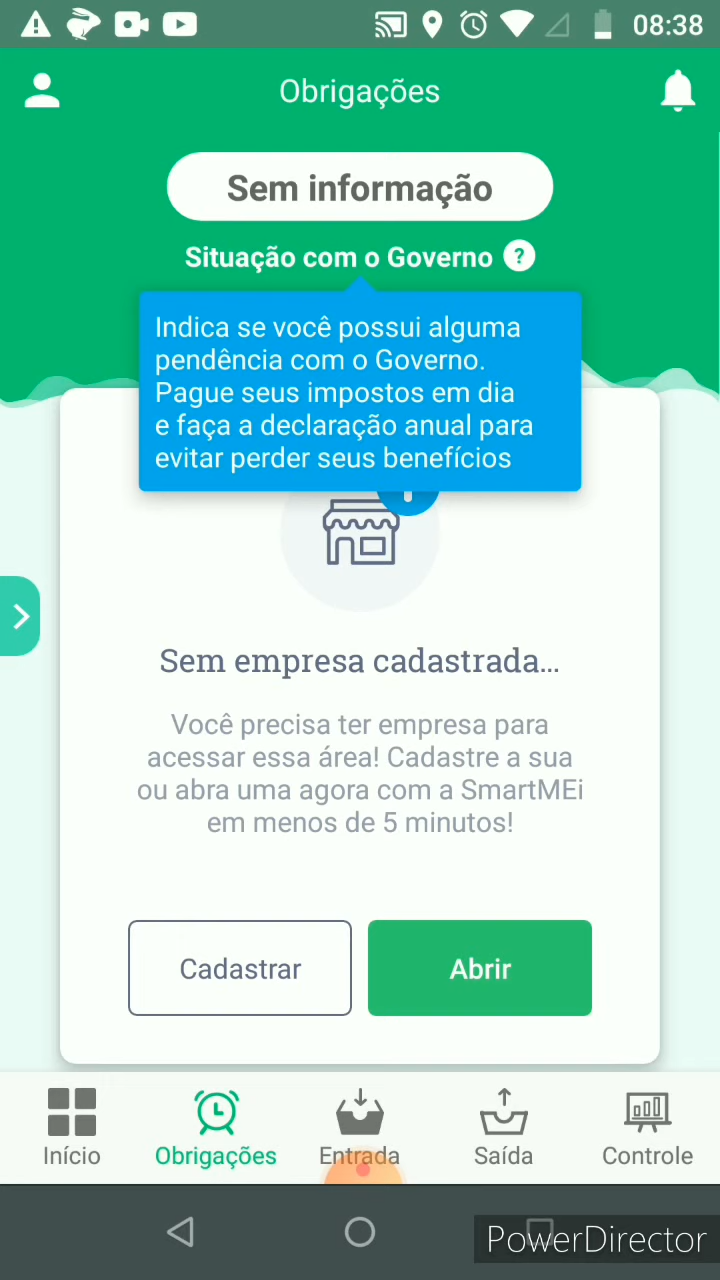 08:38
Obrigações
Sem informação
Situação com o Governo ?
Indica se você possui alguma
pendência com o Governo.
Pague seus impostos em dia
e faça a declaração anual para
evitar perder seus benefícios
Sem empresa cadastrada...
Você precisa ter empresa para
acessar essa área! Cadastre a sua
ou abra uma agora com a SmartMEi
em menos de 5 minutos!
Cadastrar Abrir
Início Obrigações Entrada Saída Controle
PowerDirector